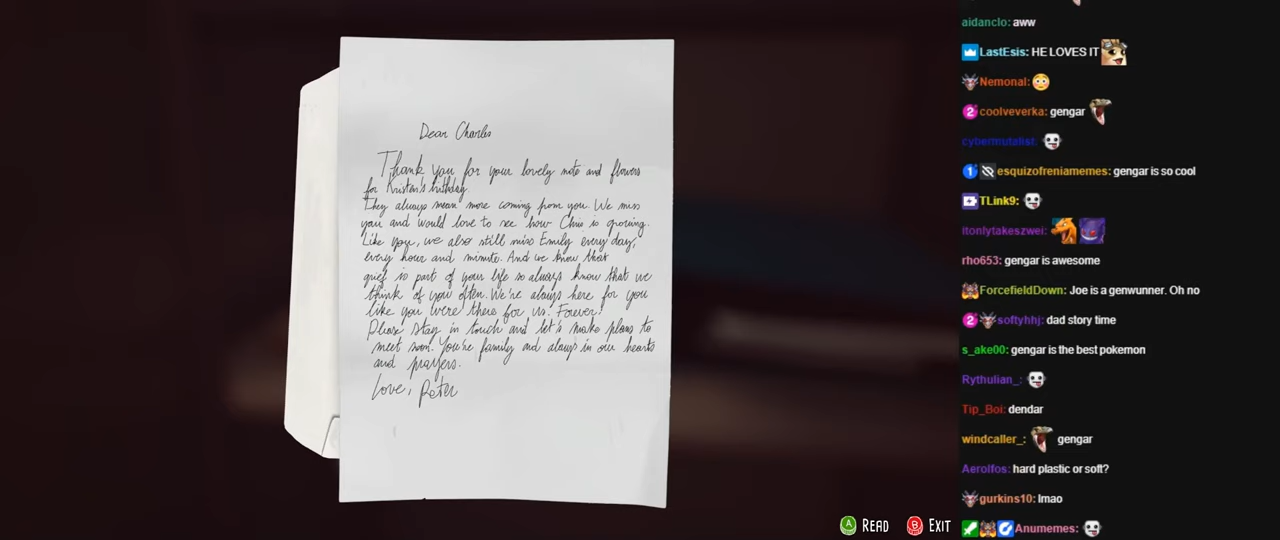 Dear Charles
Thank you for your lovely note and flowers
for Kristen's birthday.
They always mean more coming from you. We miss
you and would love to see how Chris is growing.
Like you, we also still miss Emily every day,
every hour and minute. And we know that
grief is part of your life so always know that we
think of you often. We're always here for you
like you were there for us. Forever!
Please stay in touch and let's make plans to
meet soon. You're family and always in our hearts
and prayers.
Love, Peter
A READ B EXIT
aidanclo: aww
LastEsis: HE LOVES IT
Nemonal:
2 coolveverka: gengar
cybermutalist:
1 esquizofreniamemes: gengar is so cool
TLink9:
itonlytakeszwei:
rho653: gengar is awesome
ForcefieldDown: Joe is a genwunner. Oh no
2 softyhhj: dad story time
s_ake00: gengar is the best pokemon
Rythulian_:
Tip_Boi: dendar
windcaller_: gengar
Aerolfos: hard plastic or soft?
gurkins10: lmao
Anumemes: